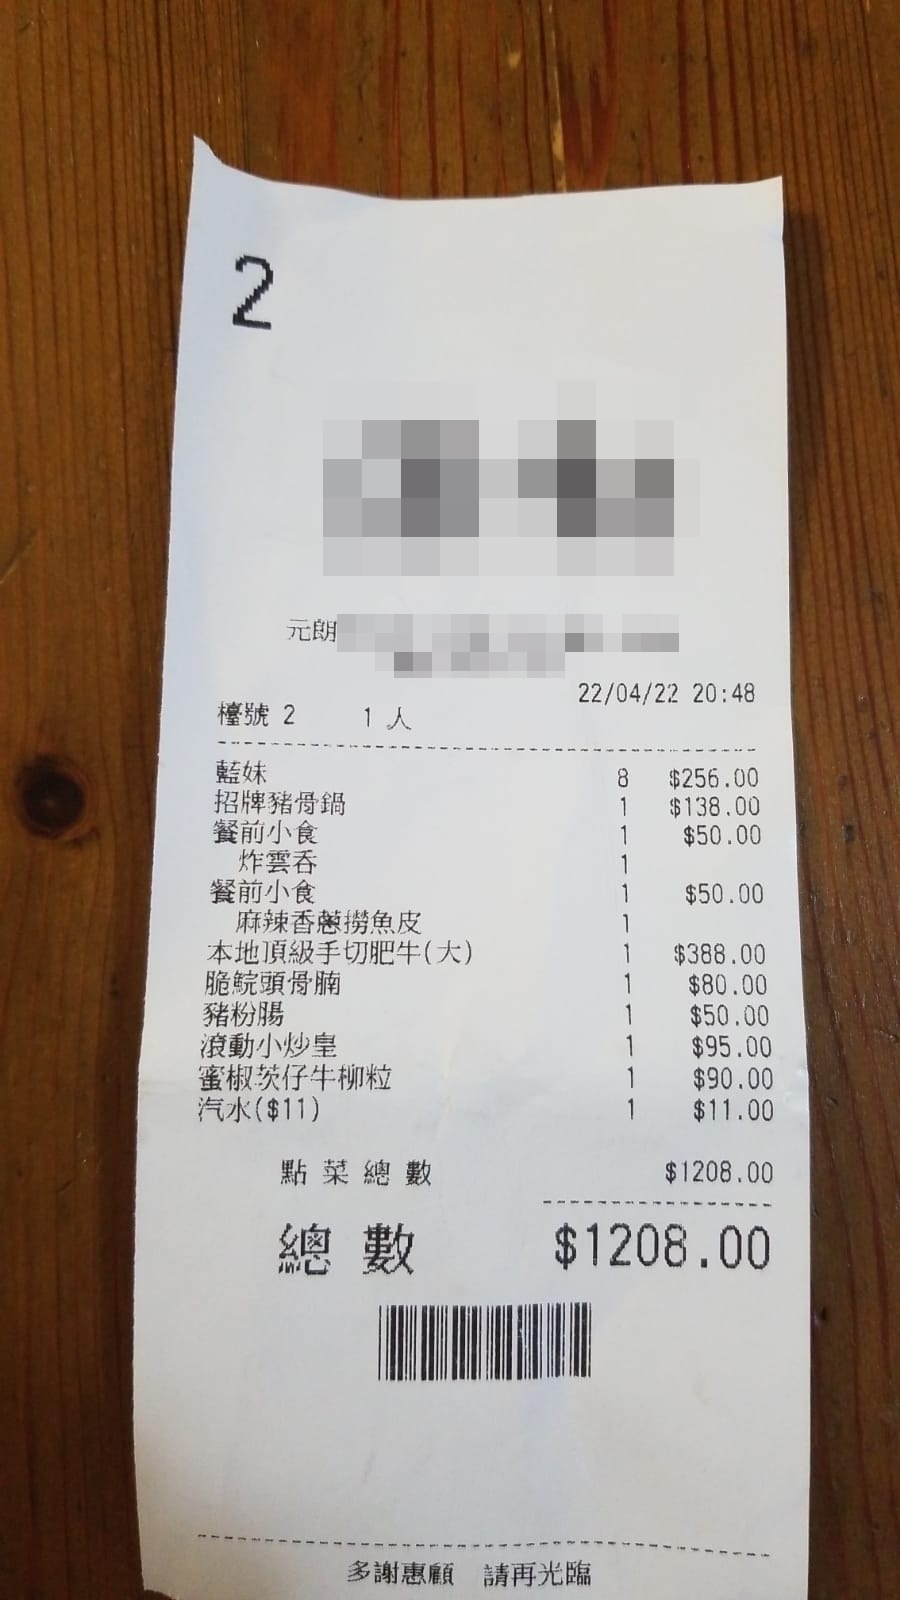 2
元朗
22/04/22 20:48
檯號 2 1 人
藍妹 8 $256.00
招牌豬骨鍋 1 $138.00
餐前小食 1 $50.00
炸雲吞 1
餐前小食 1 $50.00
麻辣香蔥撈魚皮 1
本地頂級手切肥牛(大) 1 $388.00
脆鯇頭骨腩 1 $80.00
豬粉腸 1 $50.00
滾動小炒皇 1 $95.00
蜜椒茨仔牛柳粒 1 $90.00
汽水($11) 1 $11.00
點菜總數 $1208.00
總數 $1208.00
多謝惠顧 請再光臨